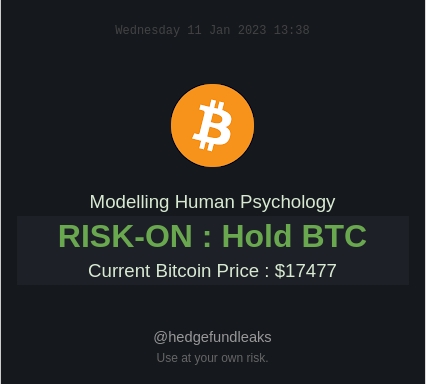 Wednesday 11 Jan 2023 13:38
₿
Modelling Human Psychology
RISK-ON : Hold BTC
Current Bitcoin Price : $17477
@hedgefundleaks
Use at your own risk.